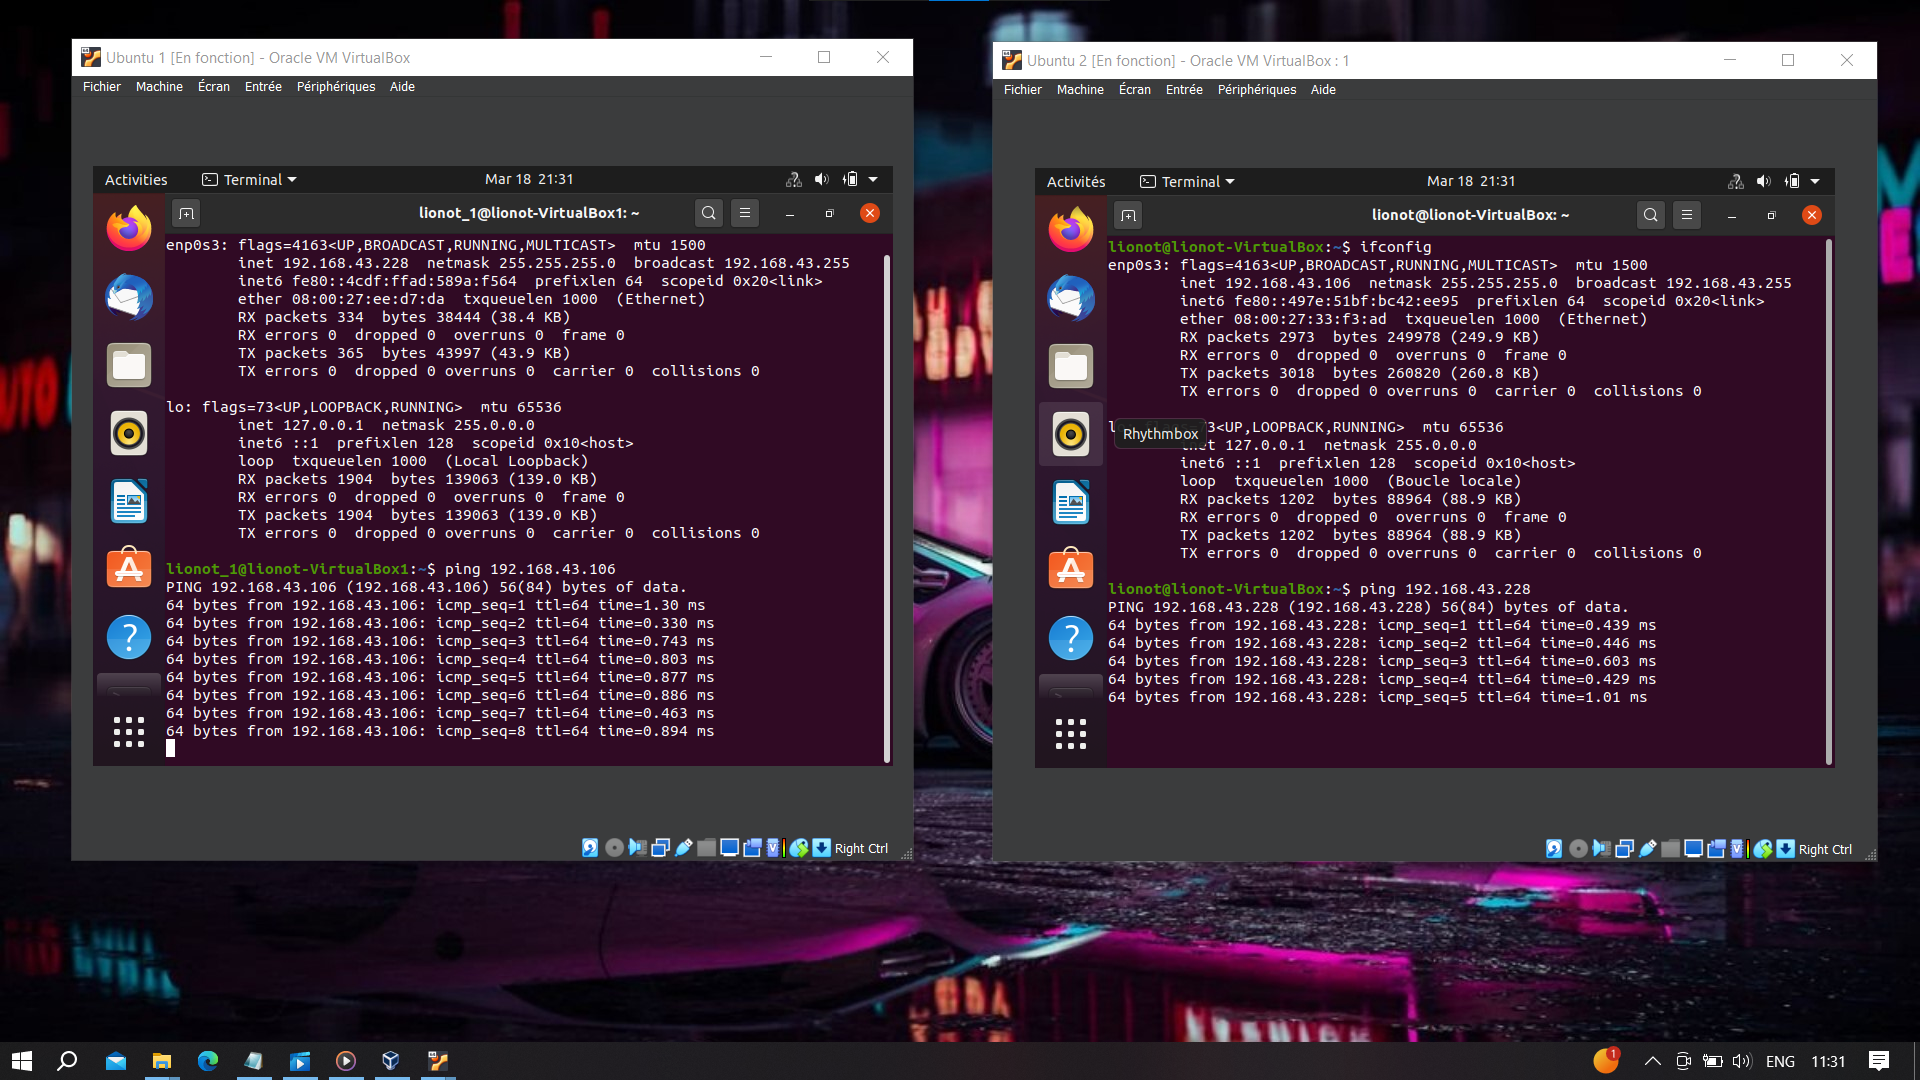 Ubuntu 1 [En fonction] - Oracle VM VirtualBox
Fichier Machine Écran Entrée Périphériques Aide
Activities Terminal Mar 18 21:31
lionot_1@lionot-VirtualBox1: ~
enp0s3: flags=4163<UP,BROADCAST,RUNNING,MULTICAST>  mtu 1500
        inet 192.168.43.228  netmask 255.255.255.0  broadcast 192.168.43.255
        inet6 fe80::4cdf:ffad:589a:f564  prefixlen 64  scopeid 0x20<link>
        ether 08:00:27:ee:d7:da  txqueuelen 1000  (Ethernet)
        RX packets 334  bytes 38444 (38.4 KB)
        RX errors 0  dropped 0  overruns 0  frame 0
        TX packets 365  bytes 43997 (43.9 KB)
        TX errors 0  dropped 0 overruns 0  carrier 0  collisions 0
lo: flags=73<UP,LOOPBACK,RUNNING>  mtu 65536
        inet 127.0.0.1  netmask 255.0.0.0
        inet6 ::1  prefixlen 128  scopeid 0x10<host>
        loop  txqueuelen 1000  (Local Loopback)
        RX packets 1904  bytes 139063 (139.0 KB)
        RX errors 0  dropped 0  overruns 0  frame 0
        TX packets 1904  bytes 139063 (139.0 KB)
        TX errors 0  dropped 0 overruns 0  carrier 0  collisions 0
lionot_1@lionot-VirtualBox1:~$ ping 192.168.43.106
PING 192.168.43.106 (192.168.43.106) 56(84) bytes of data.
64 bytes from 192.168.43.106: icmp_seq=1 ttl=64 time=1.30 ms
64 bytes from 192.168.43.106: icmp_seq=2 ttl=64 time=0.330 ms
64 bytes from 192.168.43.106: icmp_seq=3 ttl=64 time=0.743 ms
64 bytes from 192.168.43.106: icmp_seq=4 ttl=64 time=0.803 ms
64 bytes from 192.168.43.106: icmp_seq=5 ttl=64 time=0.877 ms
64 bytes from 192.168.43.106: icmp_seq=6 ttl=64 time=0.886 ms
64 bytes from 192.168.43.106: icmp_seq=7 ttl=64 time=0.463 ms
64 bytes from 192.168.43.106: icmp_seq=8 ttl=64 time=0.894 ms
Right Ctrl
Ubuntu 2 [En fonction] - Oracle VM VirtualBox : 1
Fichier Machine Écran Entrée Périphériques Aide
Activités Terminal Mar 18 21:31
lionot@lionot-VirtualBox: ~
lionot@lionot-VirtualBox:~$ ifconfig
enp0s3: flags=4163<UP,BROADCAST,RUNNING,MULTICAST>  mtu 1500
        inet 192.168.43.106  netmask 255.255.255.0  broadcast 192.168.43.255
        inet6 fe80::497e:51bf:bc42:ee95  prefixlen 64  scopeid 0x20<link>
        ether 08:00:27:33:f3:ad  txqueuelen 1000  (Ethernet)
        RX packets 2973  bytes 249978 (249.9 KB)
        RX errors 0  dropped 0  overruns 0  frame 0
        TX packets 3018  bytes 260820 (260.8 KB)
        TX errors 0  dropped 0 overruns 0  carrier 0  collisions 0
3<UP,LOOPBACK,RUNNING>  mtu 65536
Rhythmbox
        inet 127.0.0.1  netmask 255.0.0.0
        inet6 ::1  prefixlen 128  scopeid 0x10<host>
        loop  txqueuelen 1000  (Boucle locale)
        RX packets 1202  bytes 88964 (88.9 KB)
        RX errors 0  dropped 0  overruns 0  frame 0
        TX packets 1202  bytes 88964 (88.9 KB)
        TX errors 0  dropped 0 overruns 0  carrier 0  collisions 0
lionot@lionot-VirtualBox:~$ ping 192.168.43.228
PING 192.168.43.228 (192.168.43.228) 56(84) bytes of data.
64 bytes from 192.168.43.228: icmp_seq=1 ttl=64 time=0.439 ms
64 bytes from 192.168.43.228: icmp_seq=2 ttl=64 time=0.446 ms
64 bytes from 192.168.43.228: icmp_seq=3 ttl=64 time=0.603 ms
64 bytes from 192.168.43.228: icmp_seq=4 ttl=64 time=0.429 ms
64 bytes from 192.168.43.228: icmp_seq=5 ttl=64 time=1.01 ms
Right Ctrl
1 ENG 11:31